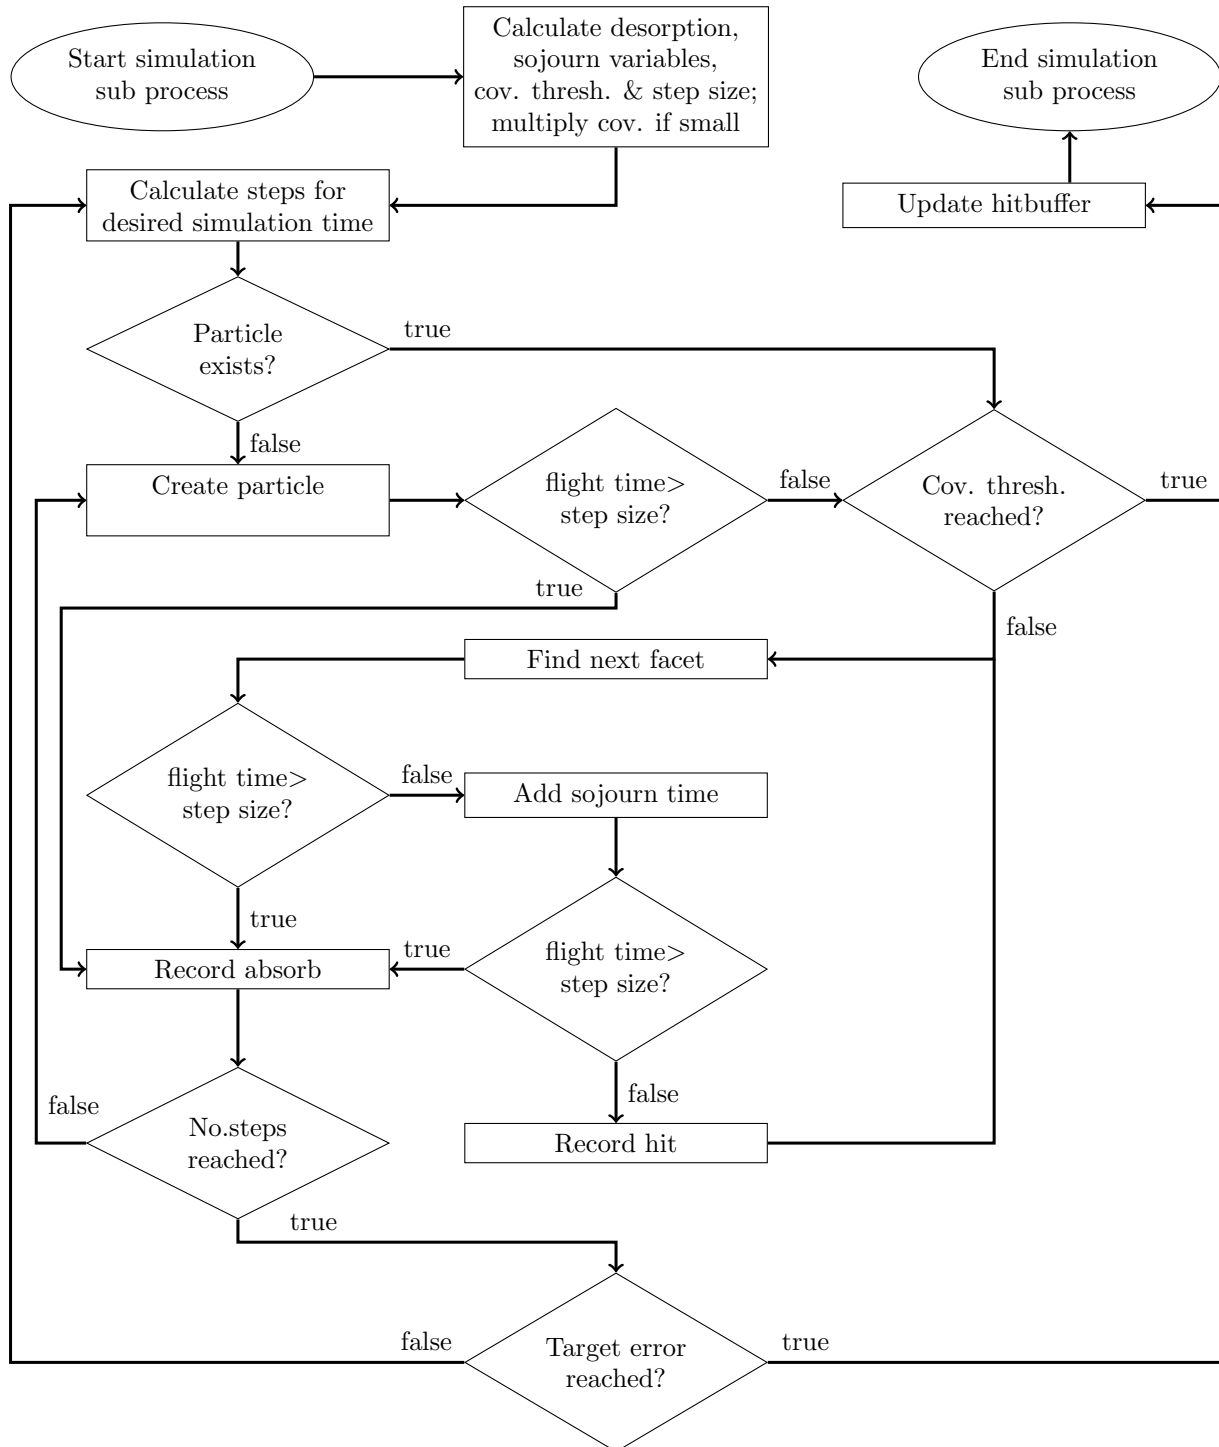 Start simulation
sub process
Calculate desorption,
sojourn variables,
cov. thresh. & step size;
multiply cov. if small
End simulation
sub process
Calculate steps for
desired simulation time
Update hitbuffer
Particle
exists?
true
false
Create particle
flight time>
step size?
false
Cov. thresh.
reached?
true
true
false
Find next facet
flight time>
step size?
false
Add sojourn time
true
flight time>
step size?
true
Record absorb
false
false
No.steps
reached?
Record hit
true
false
Target error
reached?
true